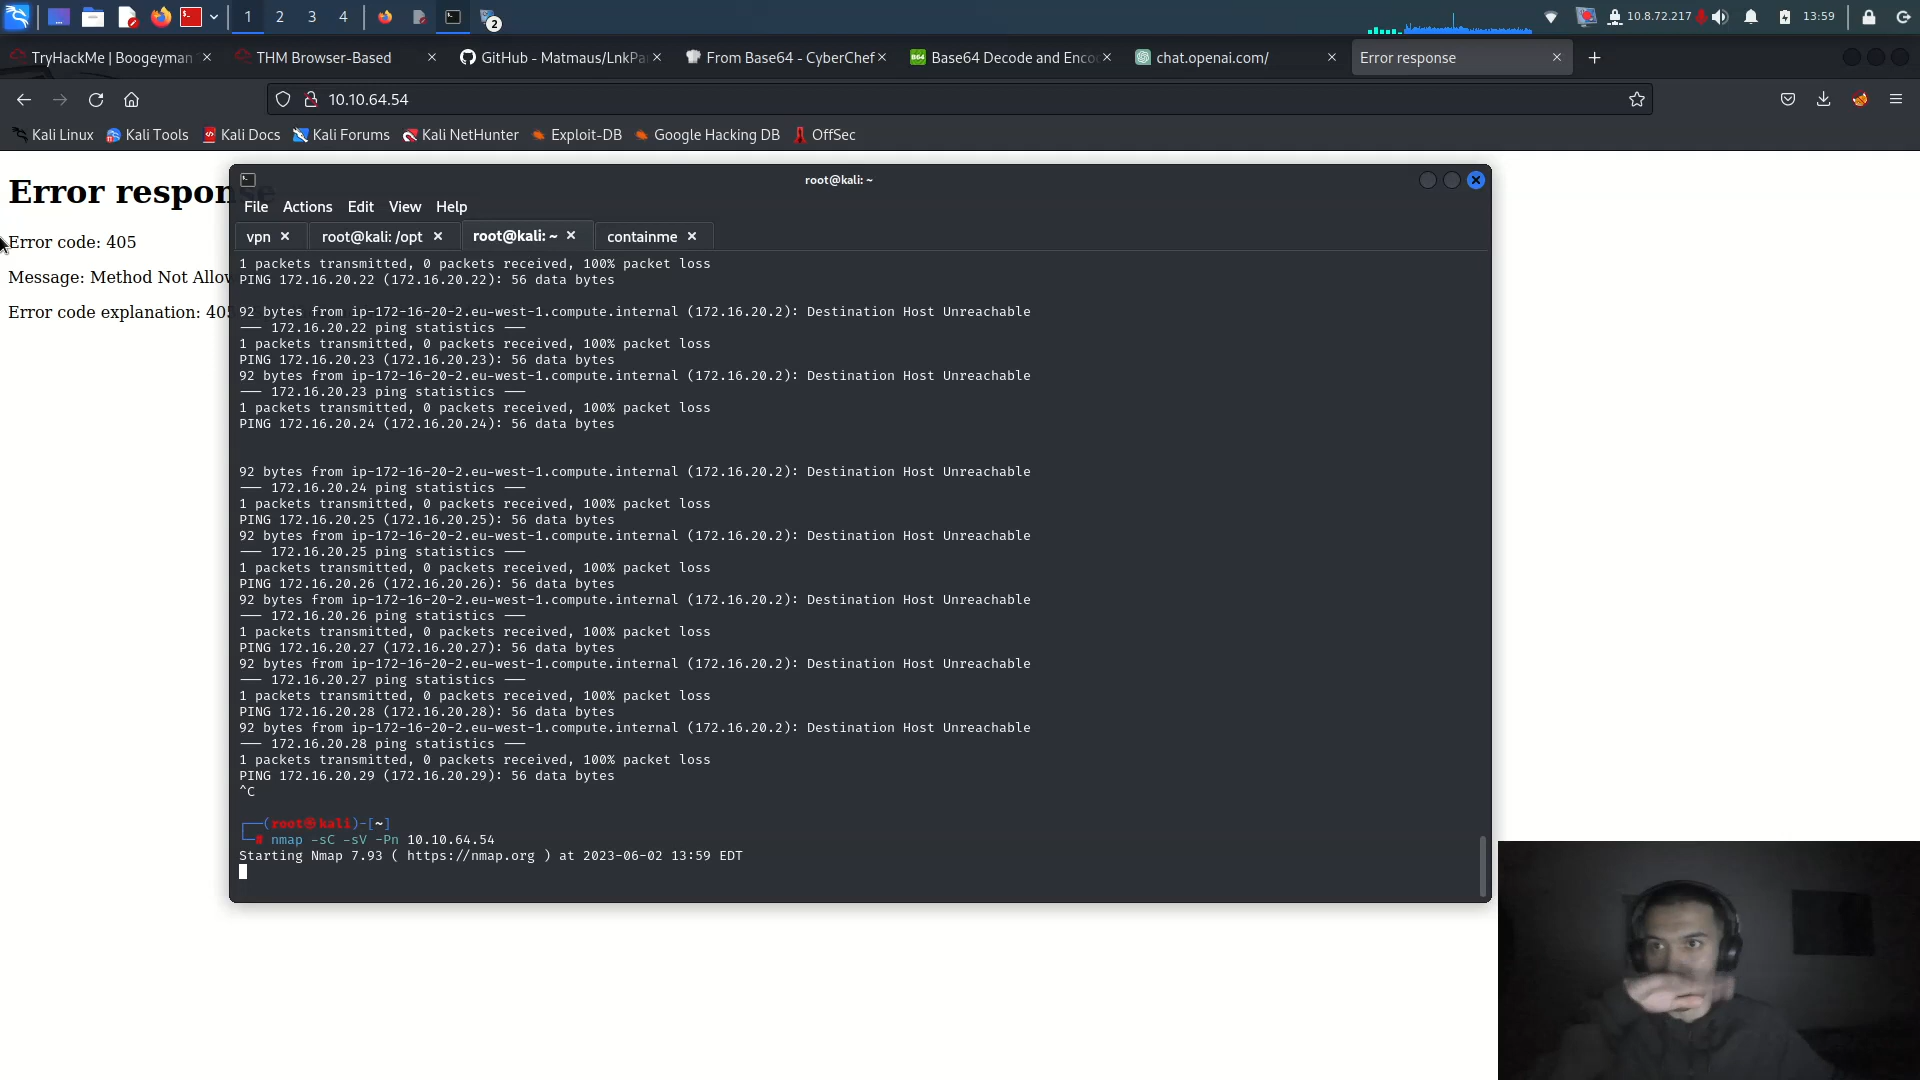 1
2
3
4
2
10.8.72.217
13:59
TryHackMe | Boogeyman
THM Browser-Based
GitHub - Matmaus/LnkPa
From Base64 - CyberChef
Base64 Decode and Enco
chat.openai.com/
Error response
10.10.64.54
Kali Linux
Kali Tools
Kali Docs
Kali Forums
Kali NetHunter
Exploit-DB
Google Hacking DB
OffSec
Error response
Error code: 405
Message: Method Not Allow
Error code explanation: 405
root@kali: ~
File Actions Edit View Help
vpn
root@kali: /opt
root@kali: ~
containme
1 packets transmitted, 0 packets received, 100% packet loss
PING 172.16.20.22 (172.16.20.22): 56 data bytes
92 bytes from ip-172-16-20-2.eu-west-1.compute.internal (172.16.20.2): Destination Host Unreachable
--- 172.16.20.22 ping statistics ---
1 packets transmitted, 0 packets received, 100% packet loss
PING 172.16.20.23 (172.16.20.23): 56 data bytes
92 bytes from ip-172-16-20-2.eu-west-1.compute.internal (172.16.20.2): Destination Host Unreachable
--- 172.16.20.23 ping statistics ---
1 packets transmitted, 0 packets received, 100% packet loss
PING 172.16.20.24 (172.16.20.24): 56 data bytes
92 bytes from ip-172-16-20-2.eu-west-1.compute.internal (172.16.20.2): Destination Host Unreachable
--- 172.16.20.24 ping statistics ---
1 packets transmitted, 0 packets received, 100% packet loss
PING 172.16.20.25 (172.16.20.25): 56 data bytes
92 bytes from ip-172-16-20-2.eu-west-1.compute.internal (172.16.20.2): Destination Host Unreachable
--- 172.16.20.25 ping statistics ---
1 packets transmitted, 0 packets received, 100% packet loss
PING 172.16.20.26 (172.16.20.26): 56 data bytes
92 bytes from ip-172-16-20-2.eu-west-1.compute.internal (172.16.20.2): Destination Host Unreachable
--- 172.16.20.26 ping statistics ---
1 packets transmitted, 0 packets received, 100% packet loss
PING 172.16.20.27 (172.16.20.27): 56 data bytes
92 bytes from ip-172-16-20-2.eu-west-1.compute.internal (172.16.20.2): Destination Host Unreachable
--- 172.16.20.27 ping statistics ---
1 packets transmitted, 0 packets received, 100% packet loss
PING 172.16.20.28 (172.16.20.28): 56 data bytes
92 bytes from ip-172-16-20-2.eu-west-1.compute.internal (172.16.20.2): Destination Host Unreachable
--- 172.16.20.28 ping statistics ---
1 packets transmitted, 0 packets received, 100% packet loss
PING 172.16.20.29 (172.16.20.29): 56 data bytes
^C
┌──(root㉿kali)-[~]
└─# nmap -sC -sV -Pn 10.10.64.54
Starting Nmap 7.93 ( https://nmap.org ) at 2023-06-02 13:59 EDT